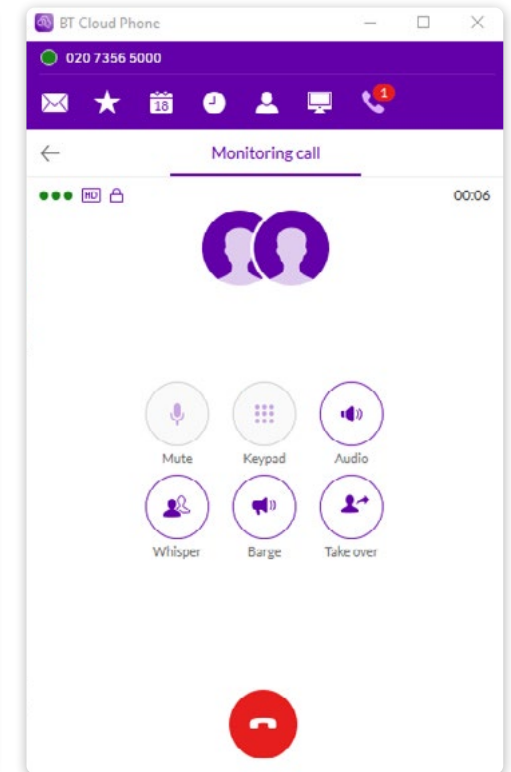 BT Cloud Phone
020 7356 5000
18
1
Monitoring call
HD
00:06
Mute Keypad Audio
Whisper Barge Take over